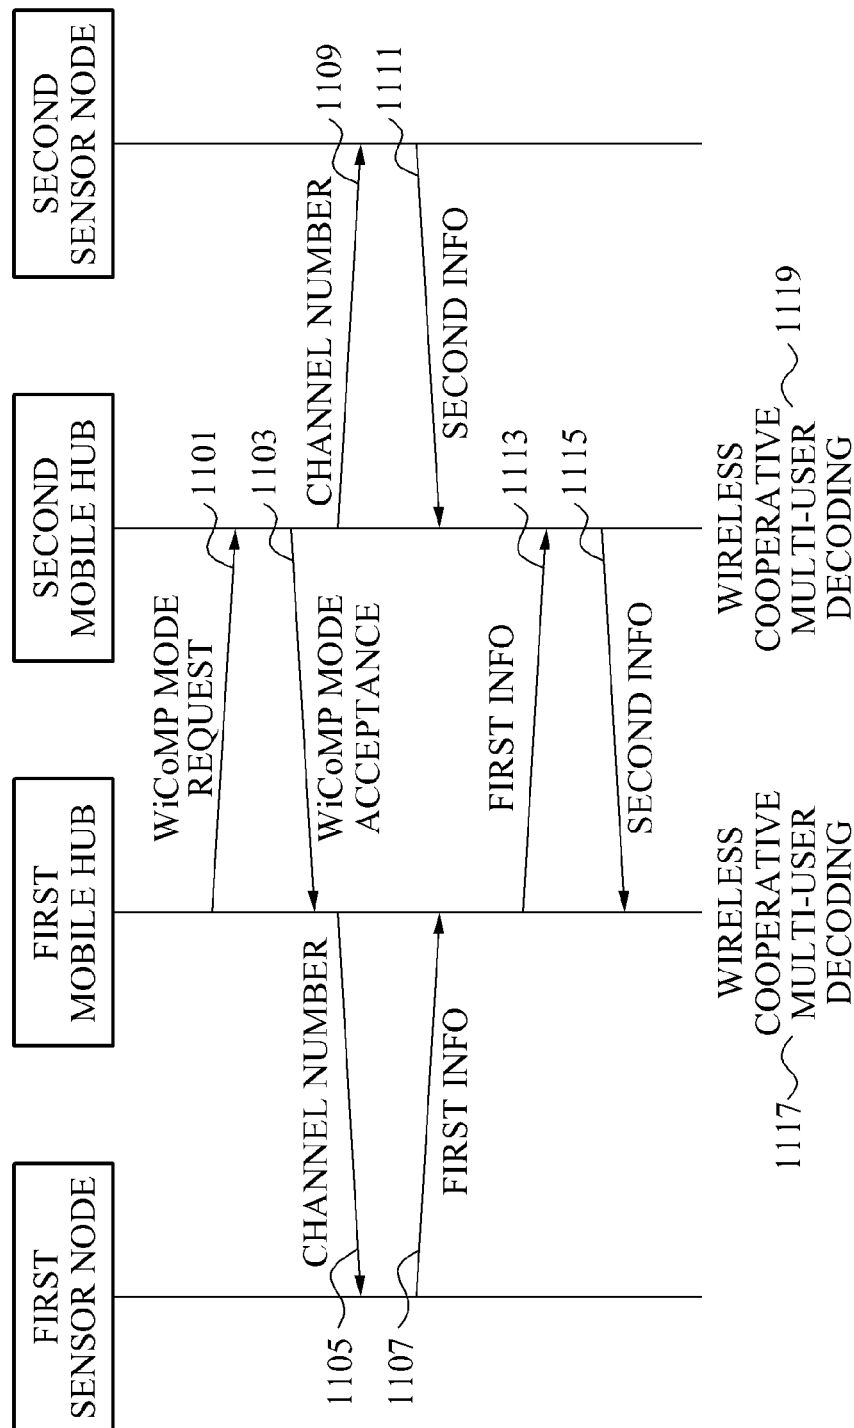 FIRST
SENSOR NODE
FIRST
MOBILE HUB
SECOND
MOBILE HUB
SECOND
SENSOR NODE
WiCoMP MODE
REQUEST
1101
WiCoMP MODE
ACCEPTANCE
1103
1105
CHANNEL NUMBER
CHANNEL NUMBER
1109
1107
FIRST INFO
SECOND INFO
1111
FIRST INFO
1113
SECOND INFO
1115
1117
WIRELESS
COOPERATIVE
MULTI-USER
DECODING
WIRELESS
COOPERATIVE
MULTI-USER
DECODING
1119